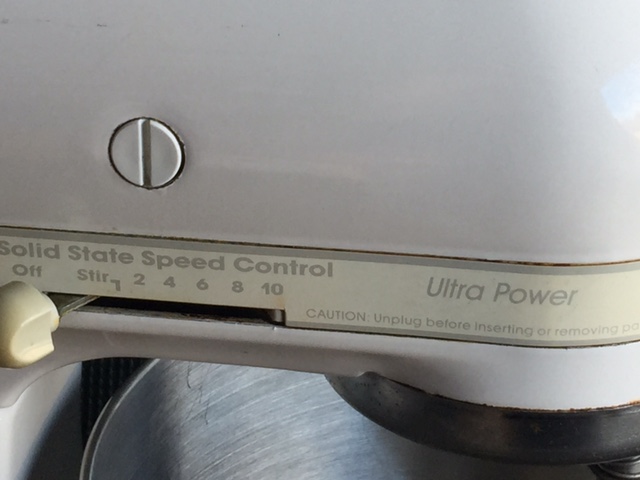 Solid State Speed Control
Off Stir 2 4 6 8 10
Ultra Power
CAUTION: Unplug before inserting or removing